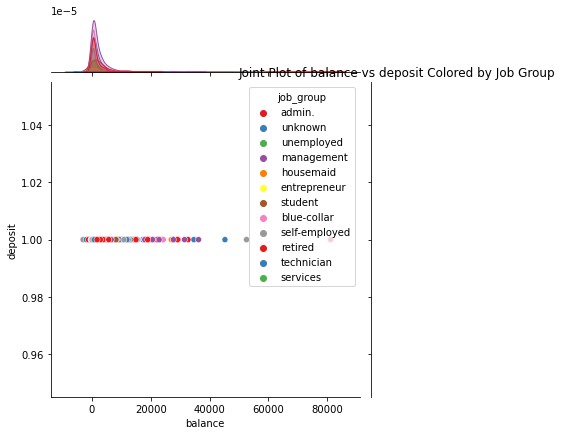 1e−5
Joint Plot of balance vs deposit Colored by Job Group
job_group
admin.
unknown
unemployed
management
housemaid
entrepreneur
student
blue-collar
self-employed
retired
technician
services
1.04
1.02
1.00
0.98
0.96
deposit
0
20000
40000
60000
80000
balance